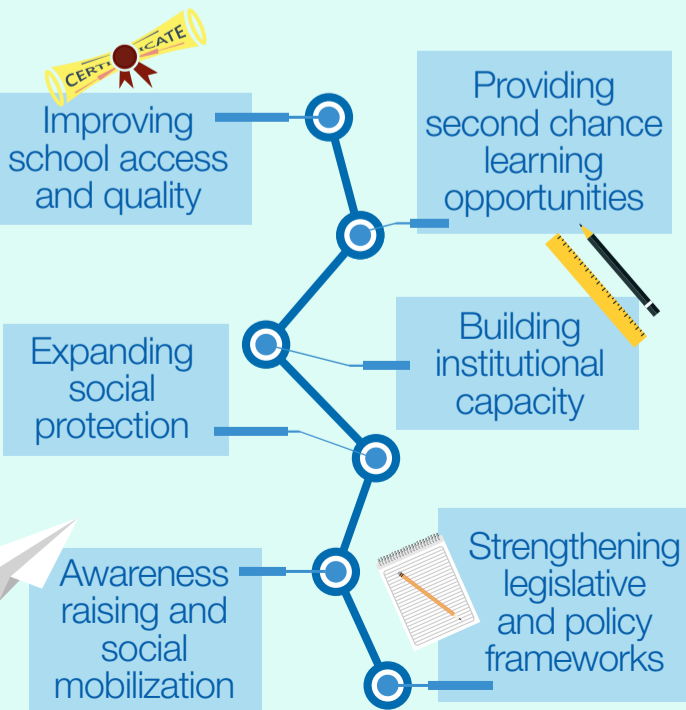 CERTIFICATE
Improving
school access
and quality
Providing
second chance
learning
opportunities
Building
institutional
capacity
Expanding
social
protection
Awareness
raising and
social
mobilization
Strengthening
legislative
and policy
frameworks